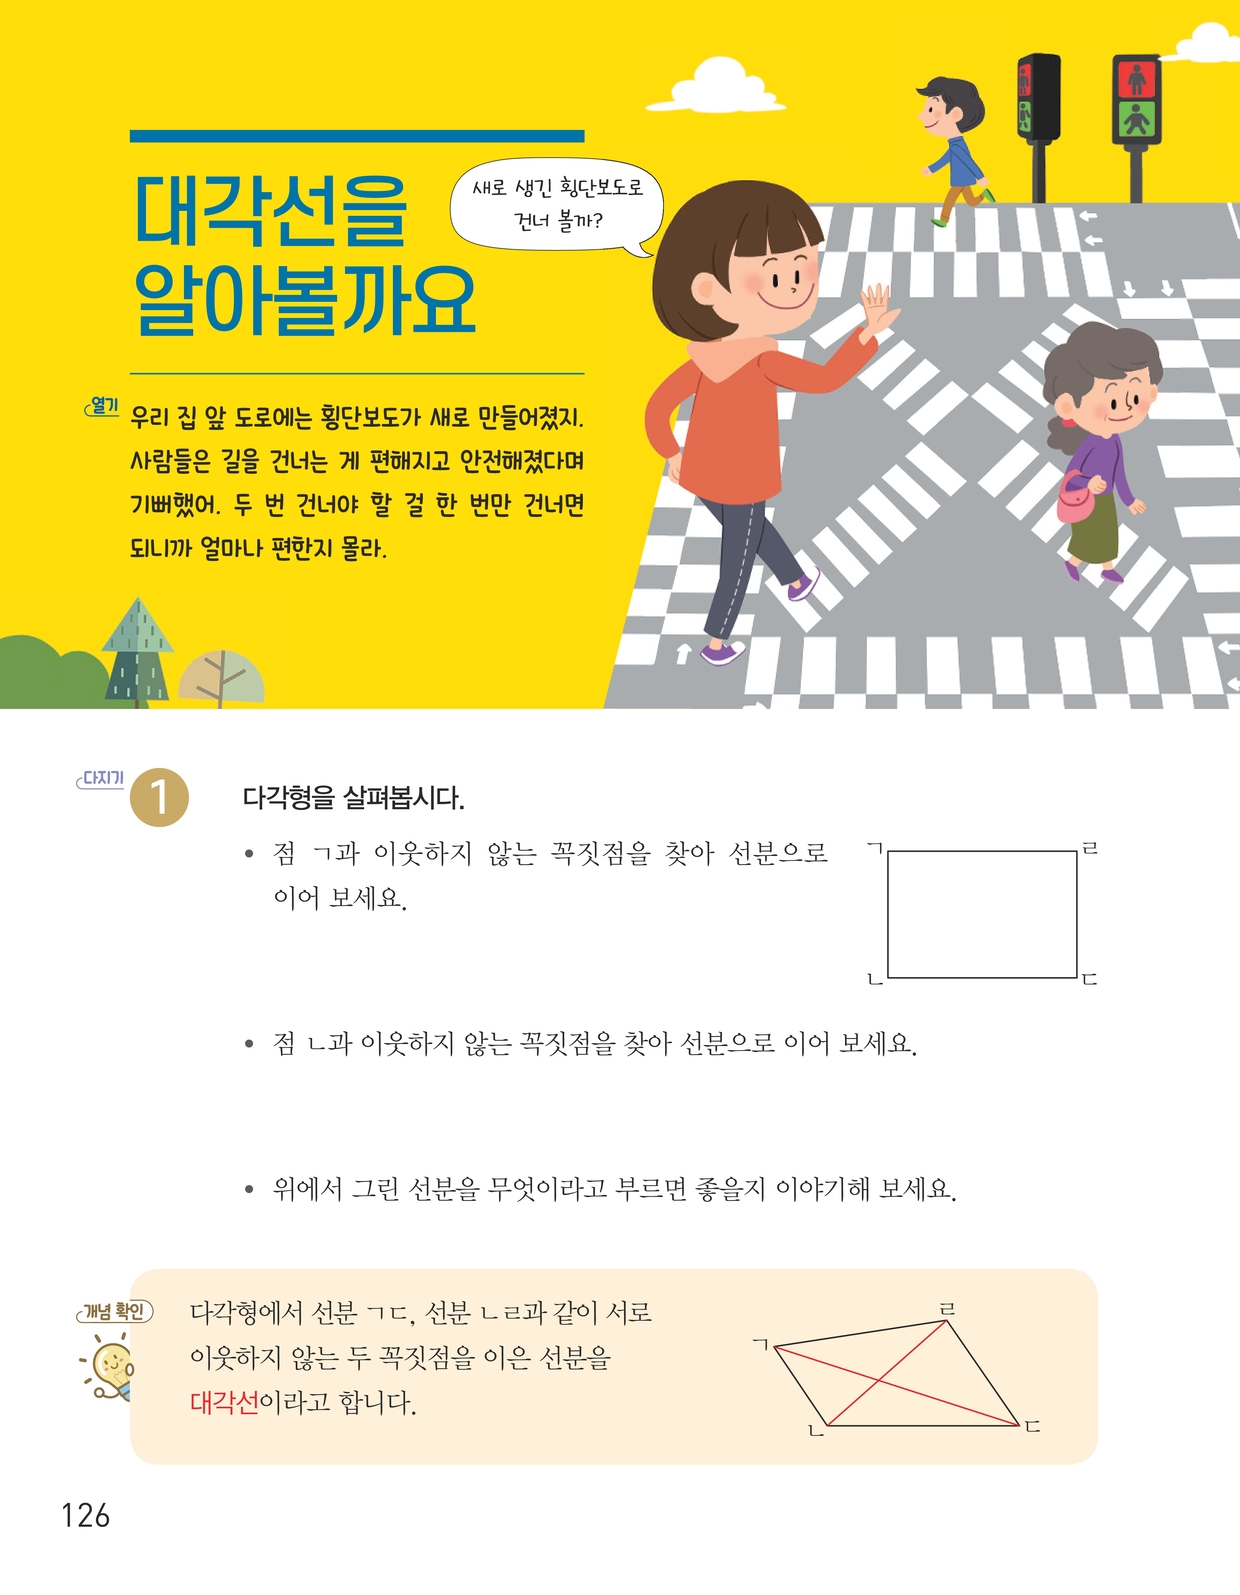 대각선을
알아볼까요
새로 생긴 횡단보도로
건너 볼까?
열기
우리 집 앞 도로에는 횡단보도가 새로 만들어졌지.
사람들은 길을 건너는 게 편해지고 안전해졌다며
기뻐했어. 두 번 건너야 할 걸 한 번만 건너면
되니까 얼마나 편한지 몰라.
다지기
1
다각형을 살펴봅시다.
• 점 ㄱ과 이웃하지 않는 꼭짓점을 찾아 선분으로
이어 보세요.
ㄱ ㄹ
ㄴ ㄷ
• 점 ㄴ과 이웃하지 않는 꼭짓점을 찾아 선분으로 이어 보세요.
• 위에서 그린 선분을 무엇이라고 부르면 좋을지 이야기해 보세요.
개념 확인
다각형에서 선분 ㄱㄷ, 선분 ㄴㄹ과 같이 서로
이웃하지 않는 두 꼭짓점을 이은 선분을
대각선이라고 합니다.
ㄹ
ㄱ
ㄴ ㄷ
126